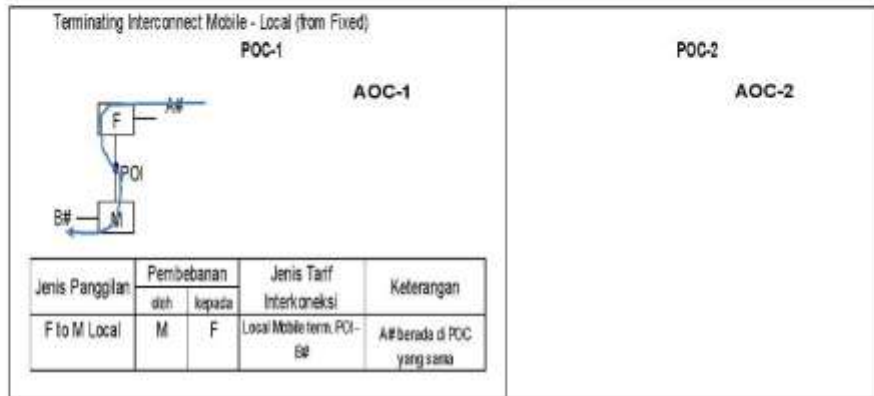 Terminating Interconnect Mobile - Local (from Fixed)
POC-1
POC-2
AOC-1
AOC-2
A#
F
POI
B#
M
Jenis Panggilan
Pembebanan
oleh
kepada
Jenis Tarif
Interkoneksi
Keterangan
F to M Local
M
F
Local Mobile term. POI -
B#
A# berada di POC
yang sama